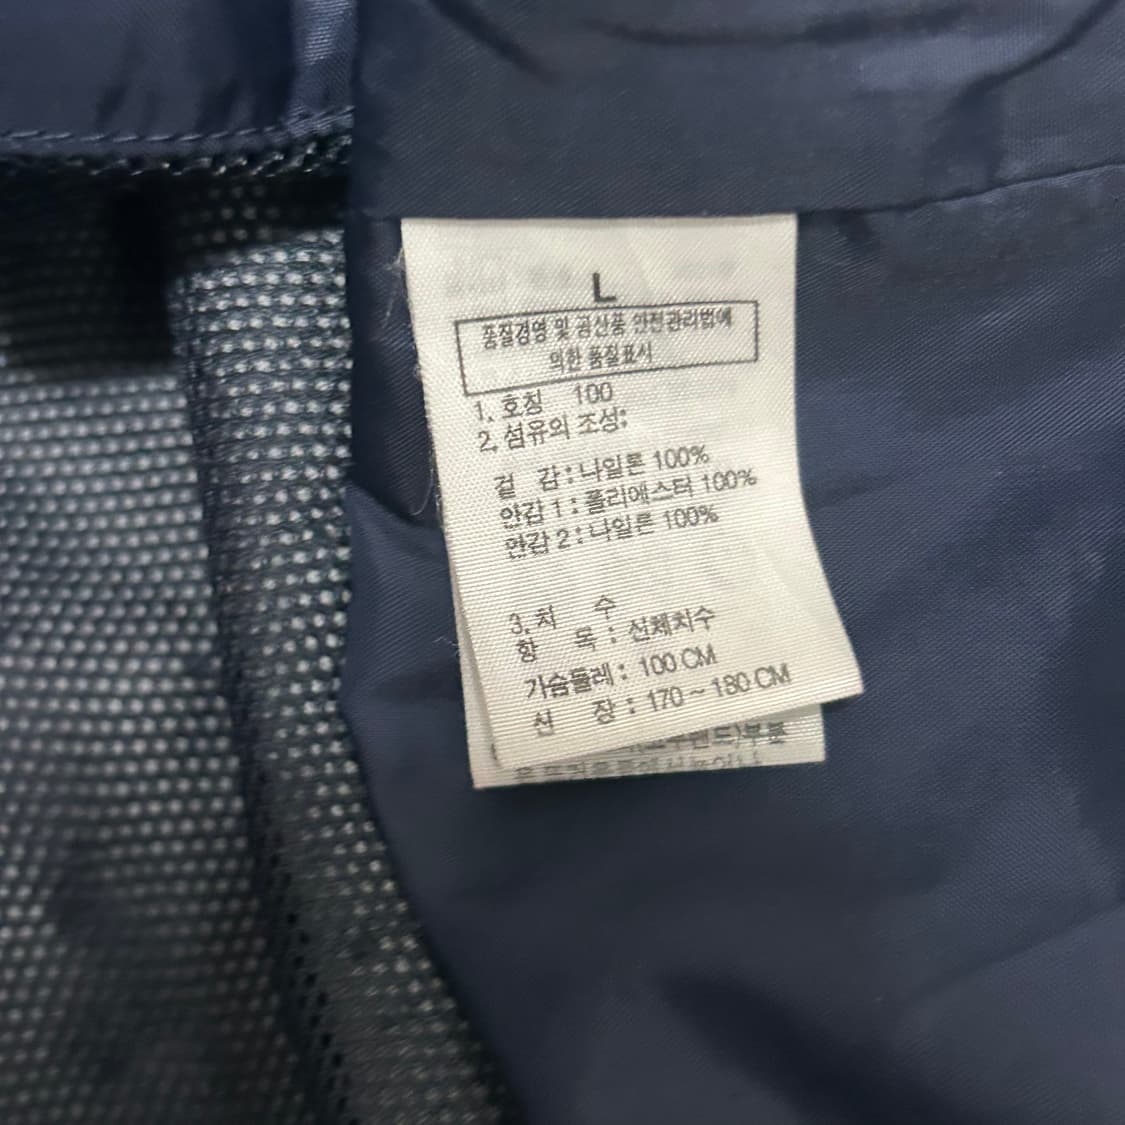 L
품질경영 및 공산품 안전관리법에
의한 품질표시
1. 호칭 100
2. 섬유의 조성:
겉 감 : 나일론 100%
안감 1 : 폴리에스터 100%
안감 2 : 나일론 100%
3. 치 수
항 목 : 신체치수
가슴둘레 : 100 CM
신 장 : 170 ~ 180 CM
부분